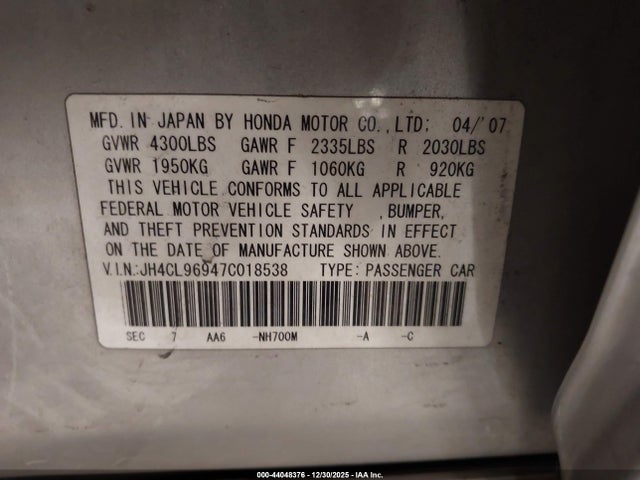 MFD. IN JAPAN BY HONDA MOTOR CO.,LTD: 04/'07
GVWR 4300LBS GAWR F 2335LBS R 2030LBS
GVWR 1950KG GAWR F 1060KG R 920KG
THIS VEHICLE CONFORMS TO ALL APPLICABLE
FEDERAL MOTOR VEHICLE SAFETY ,BUMPER,
AND THEFT PREVENTION STANDARDS IN EFFECT
ON THE DATE OF MANUFACTURE SHOWN ABOVE.
V.I.N.:JH4CL96947C018538 TYPE: PASSENGER CAR
SEC 7 AA6 -NH700M -A -C
000-44048376 - 12/30/2025 - IAA Inc.